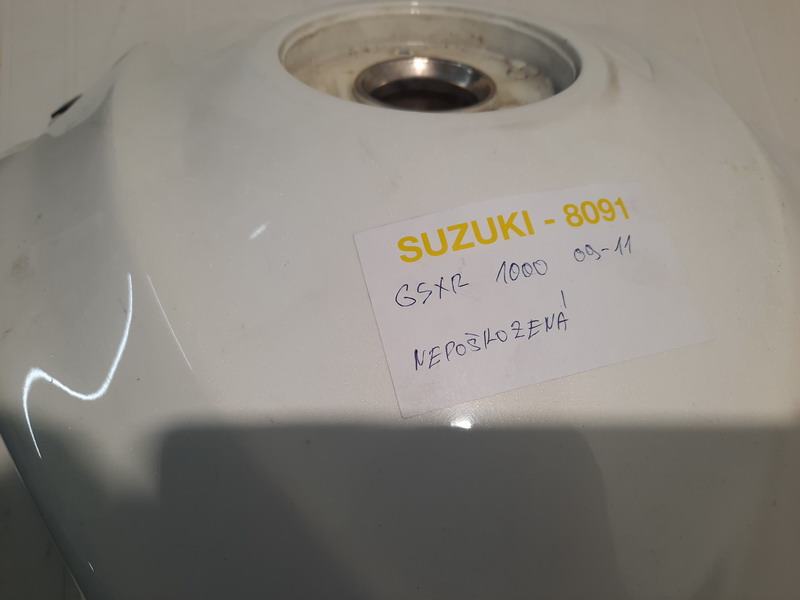 SUZUKI - 8091
GSXR 1000 09-11
NEPOŠKOZENÁ